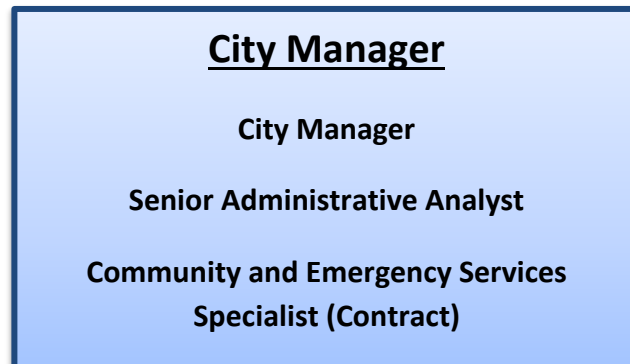 City Manager
City Manager
Senior Administrative Analyst
Community and Emergency Services
Specialist (Contract)